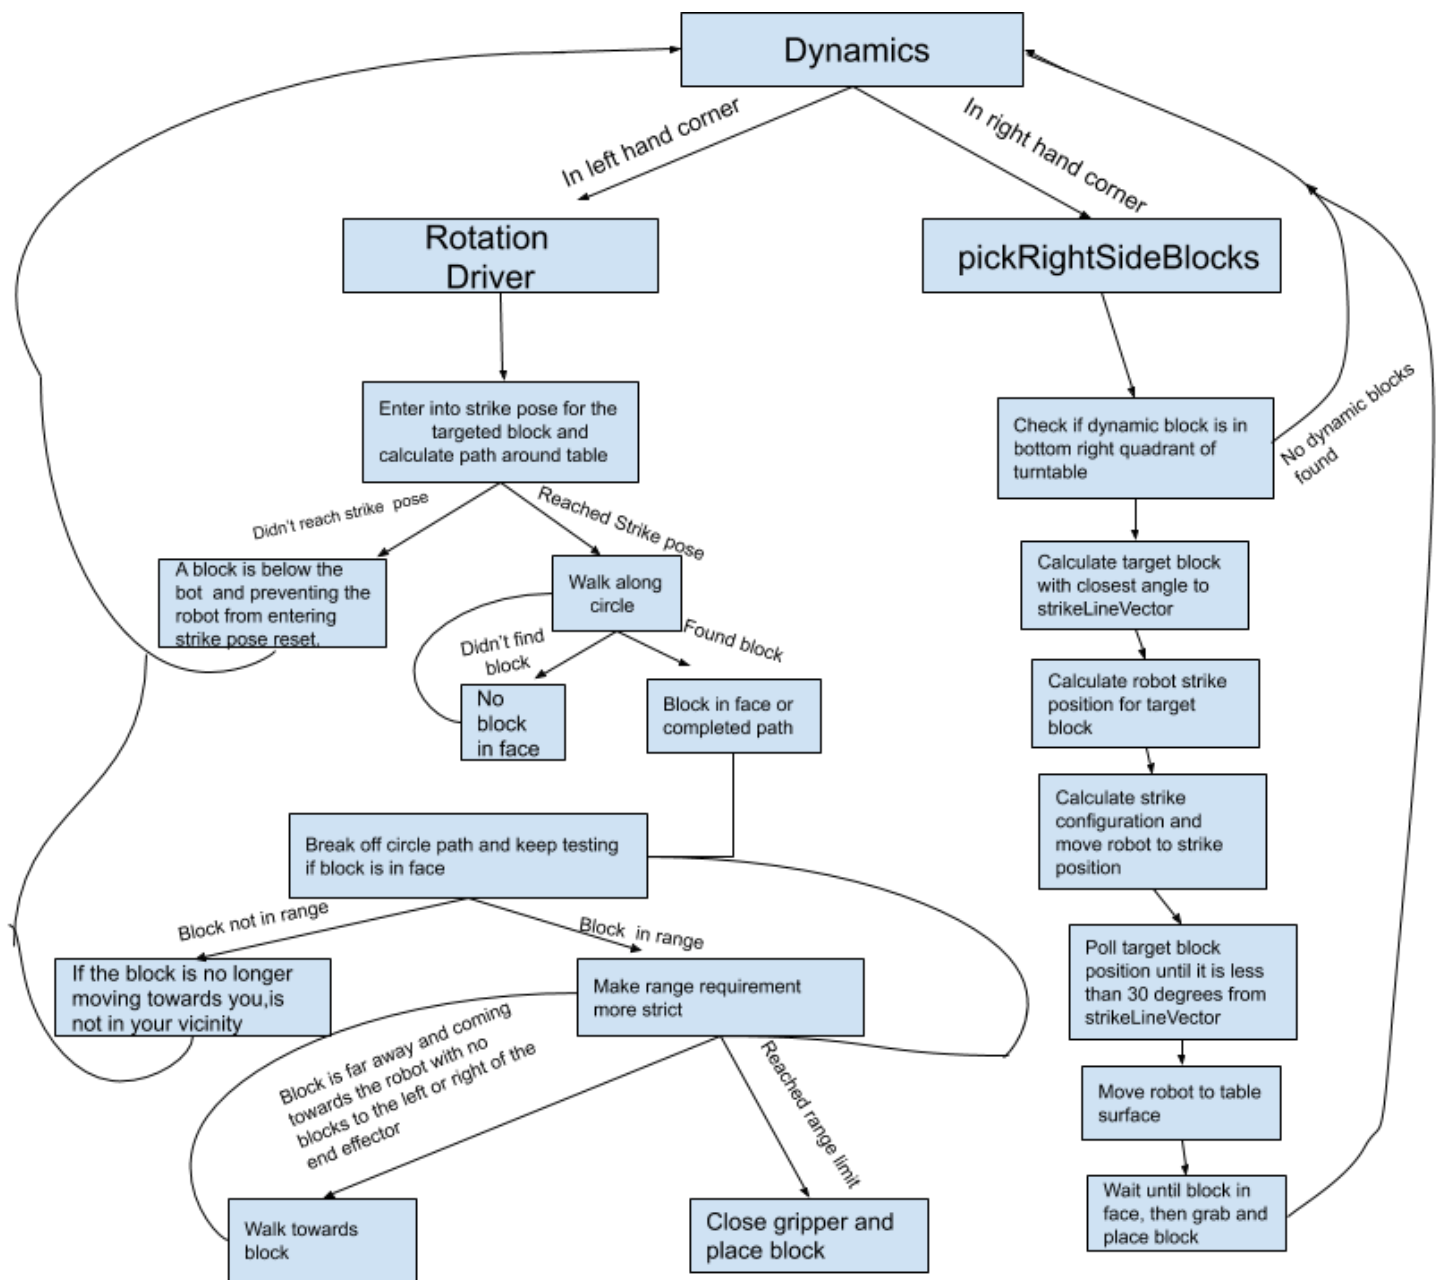 Dynamics
In left hand corner
In right hand corner
Rotation
Driver
pickRightSideBlocks
Enter into strike pose for the
targeted block and
calculate path around table
Check if dynamic block is in
bottom right quadrant of
turntable
No dynamic blocks
found
Didn't reach strike pose
Reached Strike pose
A block is below the
bot and preventing the
robot from entering
strike pose reset.
Walk along
circle
Calculate target block
with closest angle to
strikeLineVector
Didn't find
block
Found block
No
block
in face
Block in face or
completed path
Calculate robot strike
position for target
block
Calculate strike
configuration and
move robot to strike
position
Break off circle path and keep testing
if block is in face
Block not in range
Block in range
If the block is no longer
moving towards you,is
not in your vicinity
Make range requirement
more strict
Poll target block
position until it is less
than 30 degrees from
strikeLineVector
Block is far away and coming
towards the robot with no
blocks to the left or right of the
end effector
Reached range limit
Move robot to table
surface
Walk towards
block
Close gripper and
place block
Wait until block in
face, then grab and
place block